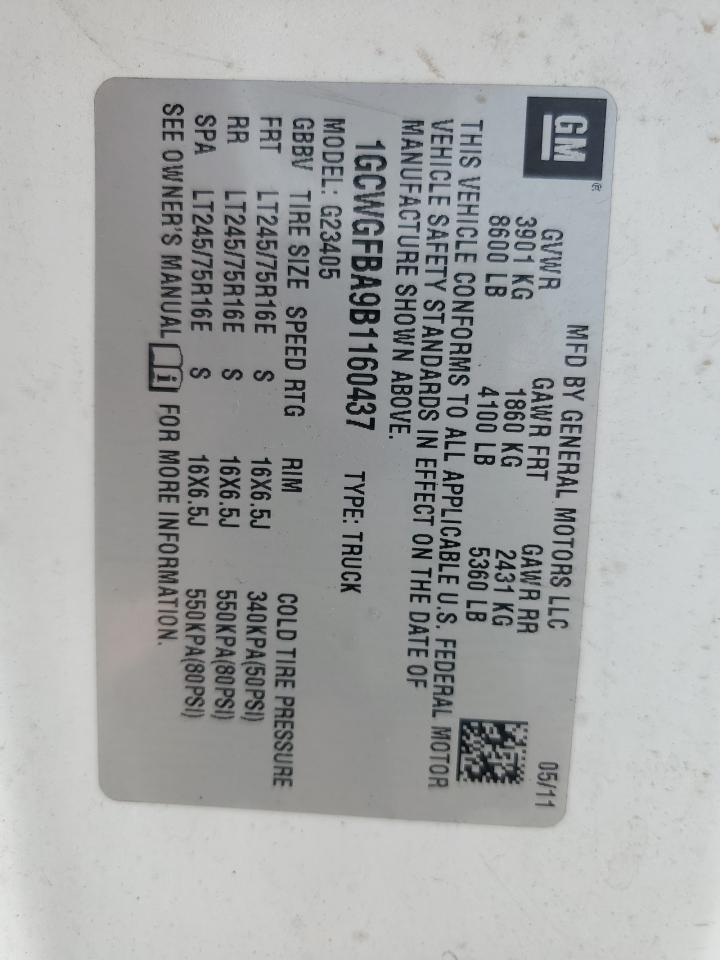 GM®
MFD BY GENERAL MOTORS LLC 05/11
GVWR GAWR FRT GAWR RR
3901 KG 1860 KG 2431 KG
8600 LB 4100 LB 5360 LB
THIS VEHICLE CONFORMS TO ALL APPLICABLE U.S. FEDERAL MOTOR
VEHICLE SAFETY STANDARDS IN EFFECT ON THE DATE OF
MANUFACTURE SHOWN ABOVE.
1GCWGFBA9B1160437 TYPE: TRUCK
MODEL: G23405
GBBV TIRE SIZE SPEED RTG RIM COLD TIRE PRESSURE
FRT LT245/75R16E S 16X6.5J 340KPA(50PSI)
RR LT245/75R16E S 16X6.5J 550KPA(80PSI)
SPA LT245/75R16E S 16X6.5J 550KPA(80PSI)
SEE OWNER'S MANUAL i FOR MORE INFORMATION.